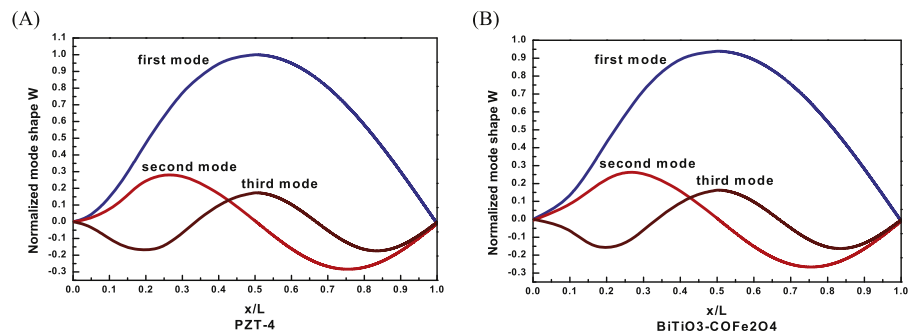 (A)
Normalized mode shape W
1.1
1.0
0.9
0.8
0.7
0.6
0.5
0.4
0.3
0.2
0.1
0.0
-0.1
-0.2
-0.3
first mode
second mode
third mode
0.0 0.1 0.2 0.3 0.4 0.5 0.6 0.7 0.8 0.9 1.0
x/L
PZT-4
(B)
Normalized mode shape W
1.0
0.9
0.8
0.7
0.6
0.5
0.4
0.3
0.2
0.1
0.0
-0.1
-0.2
-0.3
first mode
second mode
third mode
0.0 0.1 0.2 0.3 0.4 0.5 0.6 0.7 0.8 0.9 1.0
x/L
BiTiO3-COFe2O4